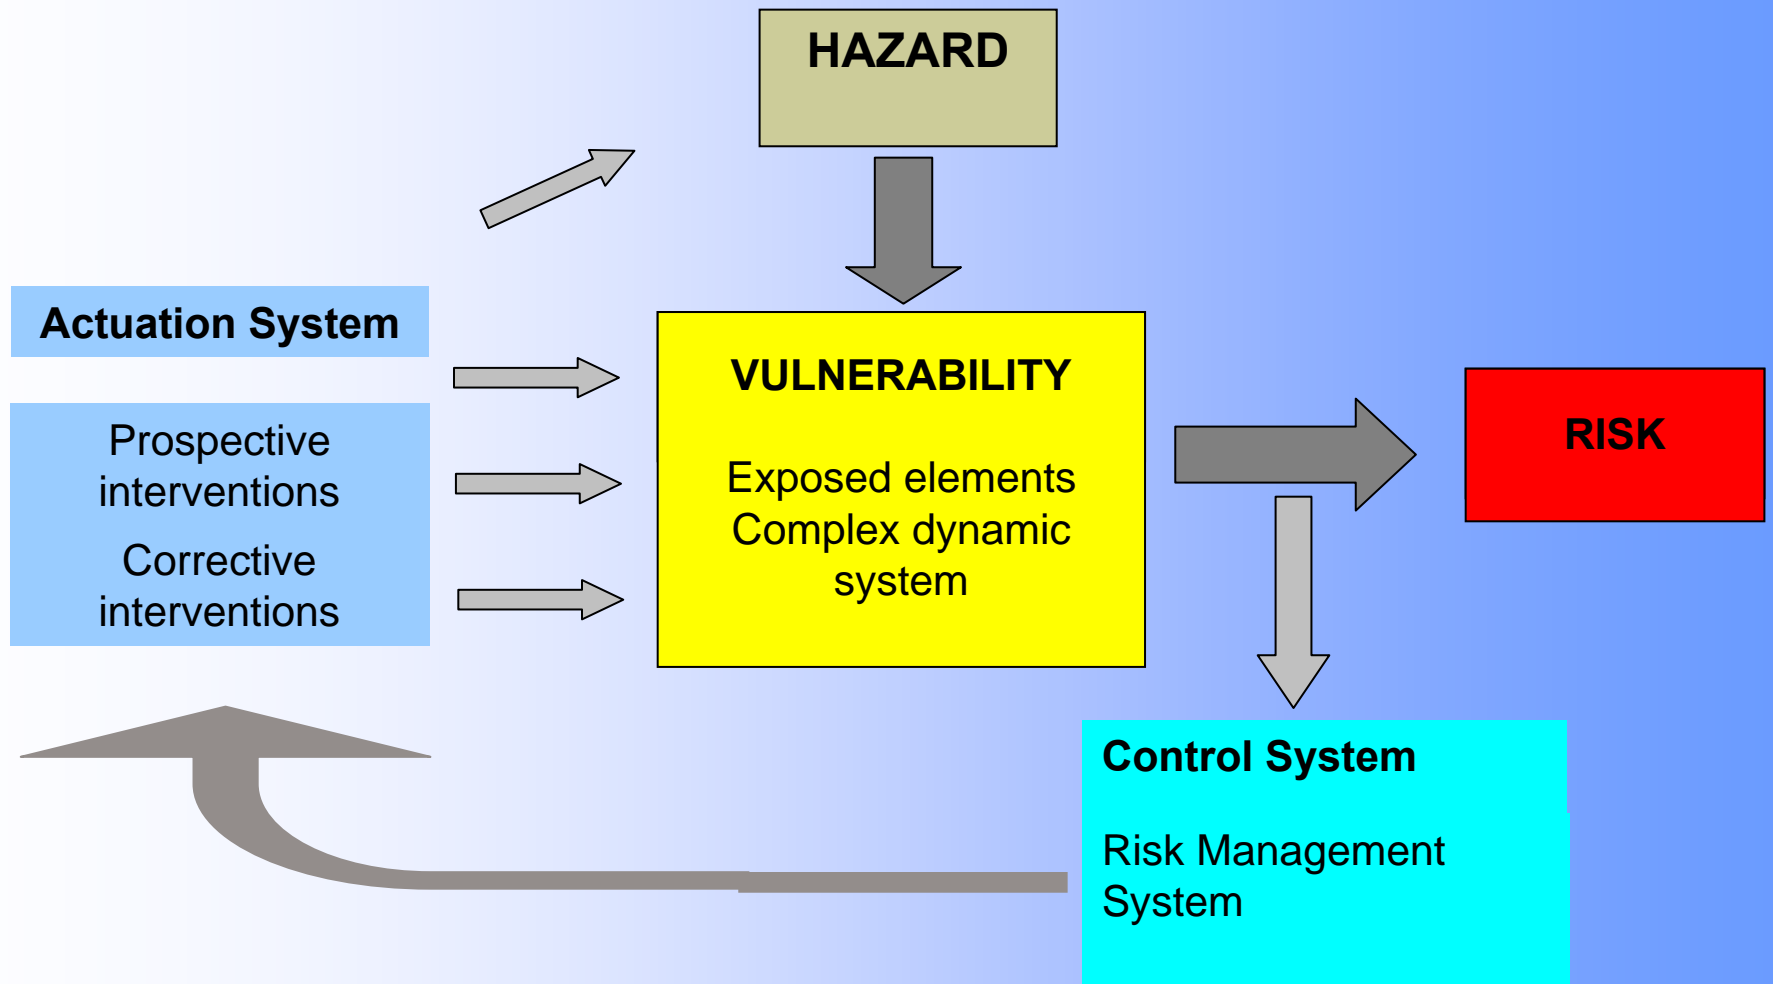 HAZARD
Actuation System
Prospective
interventions
Corrective
interventions
VULNERABILITY
Exposed elements
Complex dynamic
system
RISK
Control System
Risk Management
System